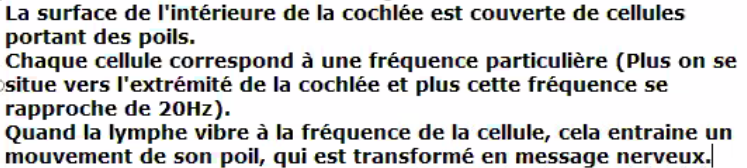 La surface de l'intérieure de la cochlée est couverte de cellules
portant des poils.
Chaque cellule correspond à une fréquence particulière (Plus on se
situe vers l'extrémité de la cochlée et plus cette fréquence se
rapproche de 20Hz).
Quand la lymphe vibre à la fréquence de la cellule, cela entraine un
mouvement de son poil, qui est transformé en message nerveux.